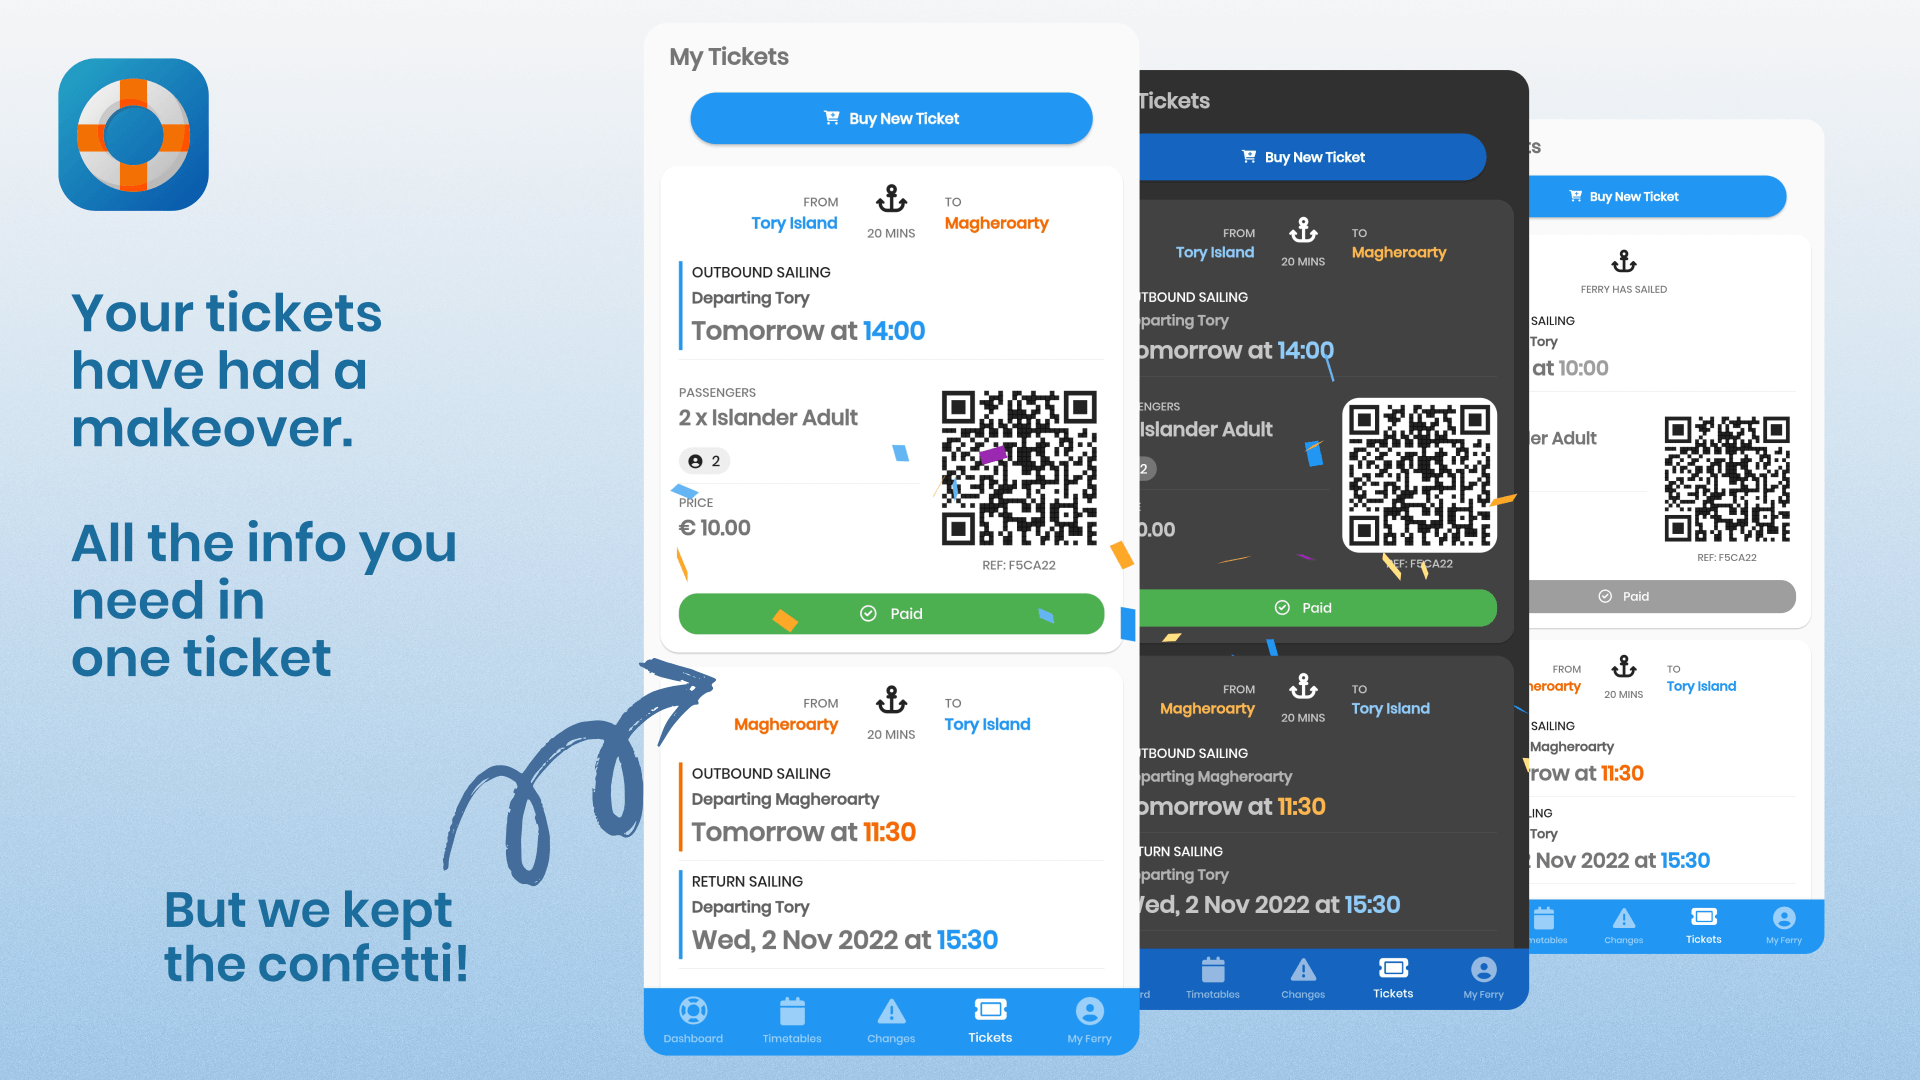 Your tickets
have had a
makeover.
All the info you
need in
one ticket
But we kept
the confetti!
My Tickets
Buy New Ticket
FROM
Tory Island
20 MINS
TO
Magheroarty
OUTBOUND SAILING
Departing Tory
Tomorrow at 14:00
PASSENGERS
2 x Islander Adult
2
PRICE
€ 10.00
REF: F5CA22
Paid
FROM
Magheroarty
20 MINS
TO
Tory Island
OUTBOUND SAILING
Departing Magheroarty
Tomorrow at 11:30
RETURN SAILING
Departing Tory
Wed, 2 Nov 2022 at 15:30
Dashboard
Timetables
Changes
Tickets
My Ferry
Tickets
Buy New Ticket
FROM
Tory Island
20 MINS
TO
Magheroarty
UTBOUND SAILING
parting Tory
omorrow at 14:00
ENGERS
Islander Adult
2
0.00
REF: F5CA22
Paid
FROM
Magheroarty
20 MINS
TO
Tory Island
UTBOUND SAILING
parting Magheroarty
omorrow at 11:30
TURN SAILING
parting Tory
Wed, 2 Nov 2022 at 15:30
rd
Timetables
Changes
Tickets
My Ferry
ts
Buy New Ticket
FERRY HAS SAILED
SAILING
Tory
at 10:00
er Adult
REF: F5CA22
Paid
FROM
heroarty
20 MINS
TO
Tory Island
SAILING
Magheroarty
row at 11:30
LING
Tory
2 Nov 2022 at 15:30
metables
Changes
Tickets
My Ferry